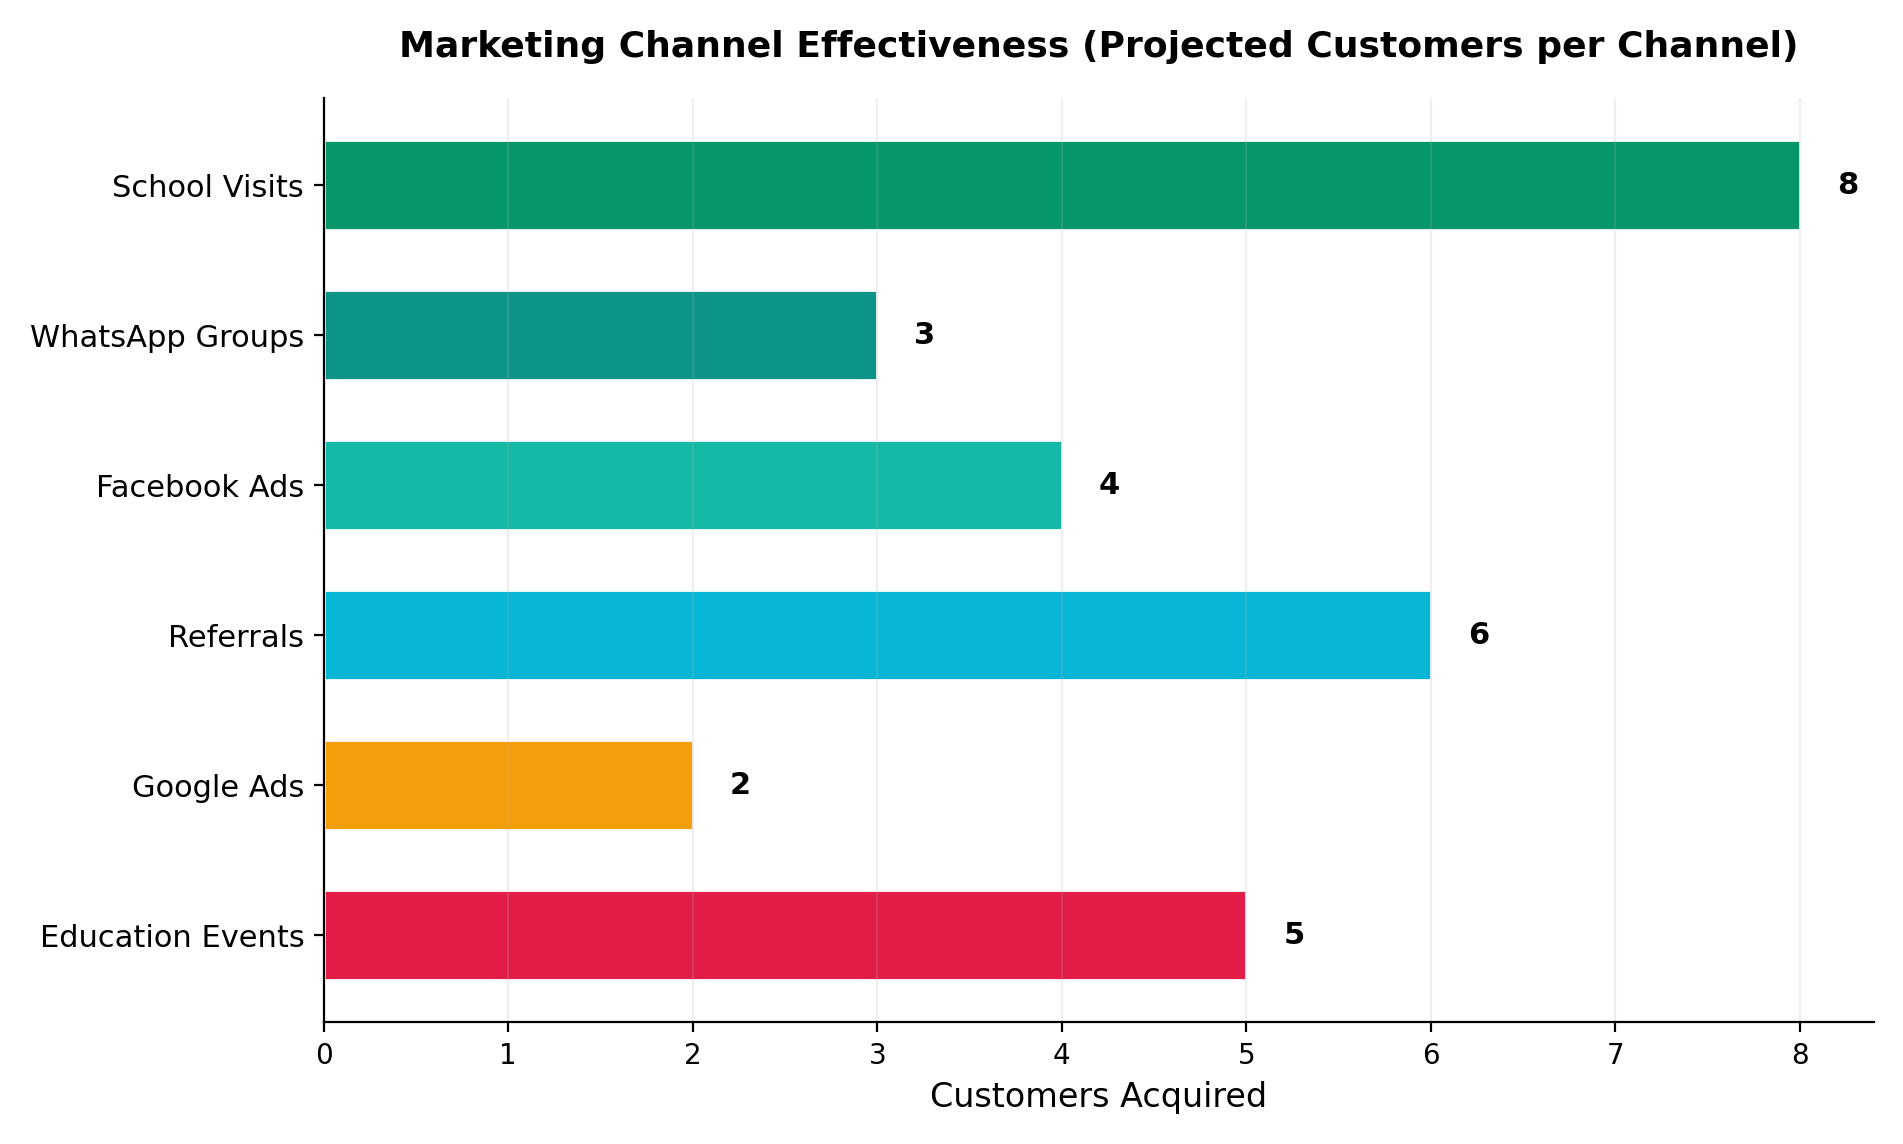 Marketing Channel Effectiveness (Projected Customers per Channel)
School Visits
8
WhatsApp Groups
3
Facebook Ads
4
Referrals
6
Google Ads
2
Education Events
5
0 1 2 3 4 5 6 7 8
Customers Acquired